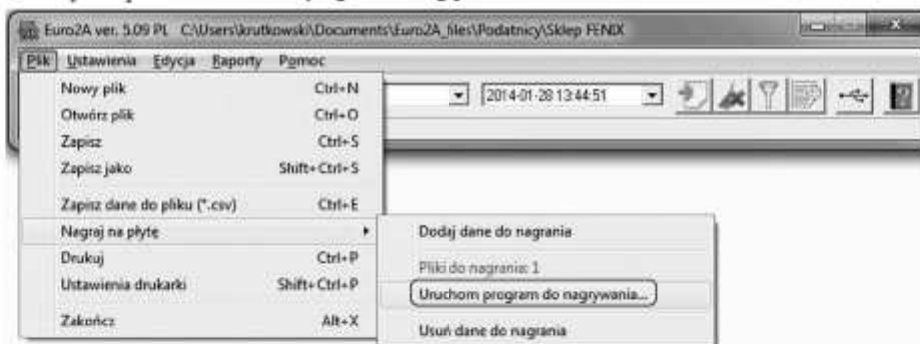 Euro2A ver. 5.09 PL C:\Users\krutkowski\Documents\Euro2A_files\Podatnicy\Sklep FENIX
Plik Ustawienia Edycja Raporty Pomoc
2014-01-28 13:44:51
Nowy plik Ctrl+N
Otwórz plik Ctrl+O
Zapisz Ctrl+S
Zapisz jako Shift+Ctrl+S
Zapisz dane do pliku (*.csv) Ctrl+E
Nagraj na płytę
Dodaj dane do nagrania
Drukuj Ctrl+P
Pliki do nagrania: 1
Ustawienia drukarki Shift+Ctrl+P
Uruchom program do nagrywania...
Zakończ Alt+X
Usuń dane do nagrania